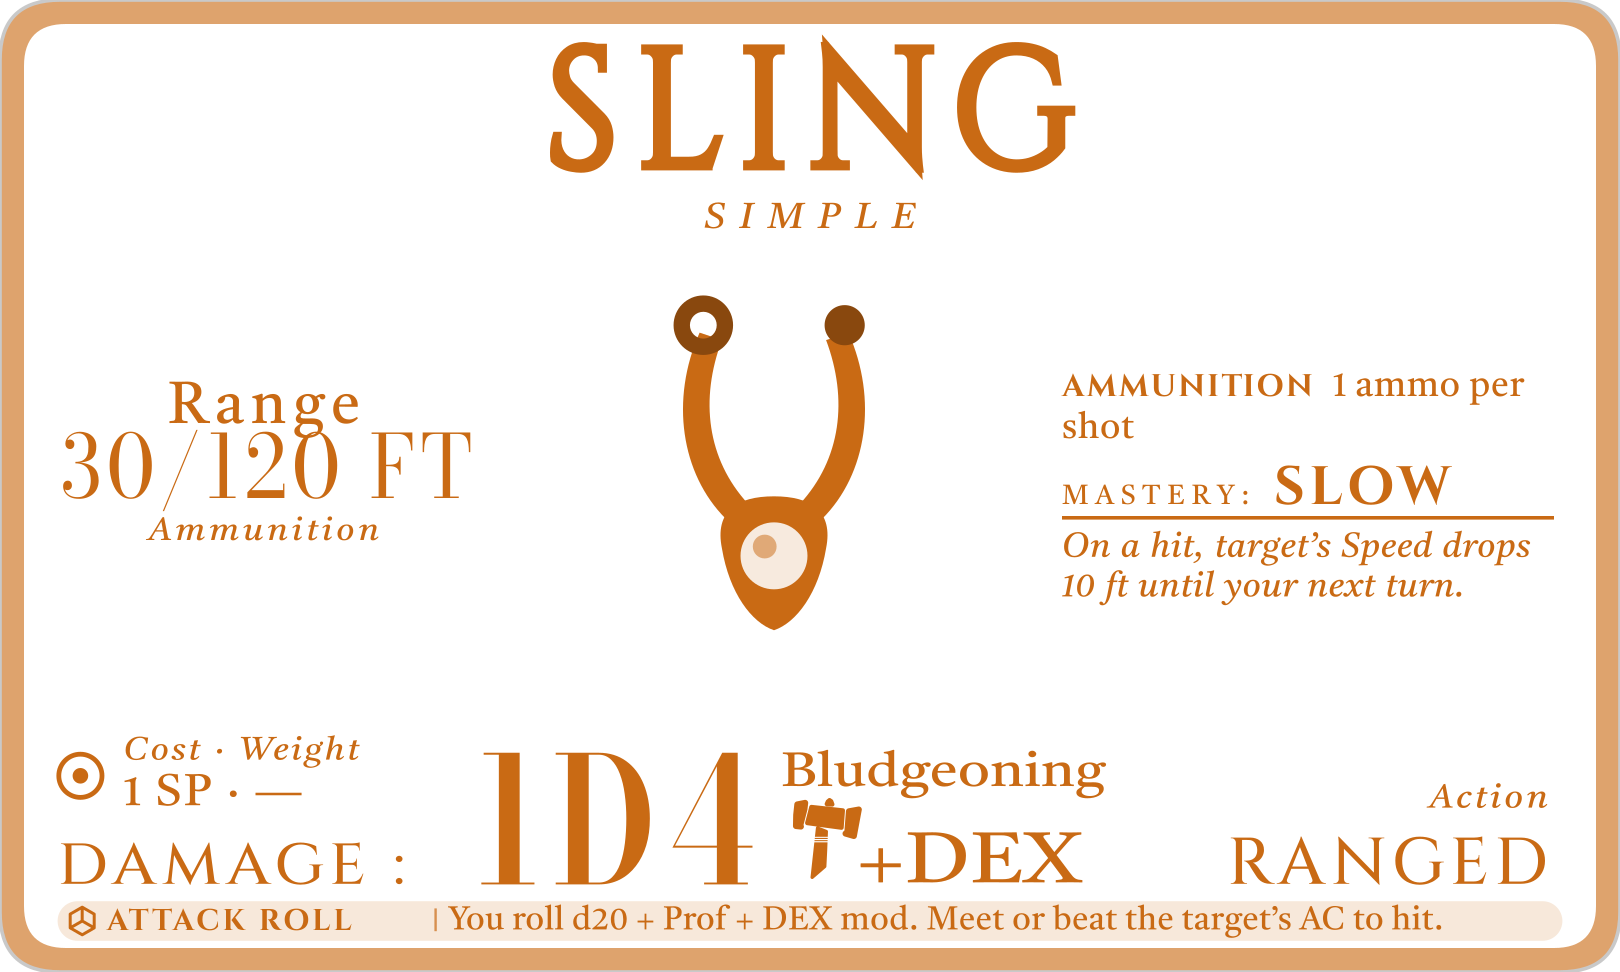 SLING
SIMPLE
Range
30/120 FT
Ammunition
AMMUNITION 1 ammo per
shot
MASTERY: SLOW
On a hit, target’s Speed drops
10 ft until your next turn.
Cost · Weight
1 SP · —
DAMAGE : 1D4 Bludgeoning
+DEX
Action
RANGED
ATTACK ROLL | You roll d20 + Prof + DEX mod. Meet or beat the target’s AC to hit.